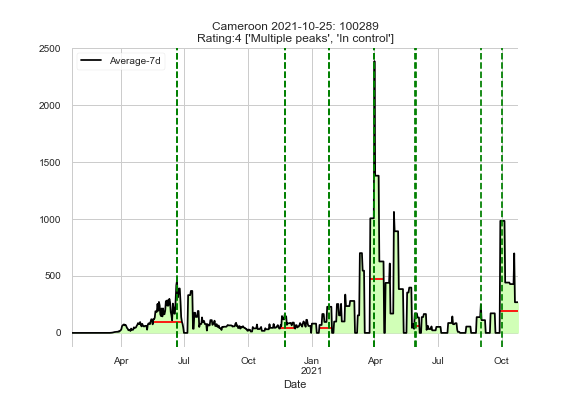 Cameroon 2021-10-25: 100289
Rating:4 ['Multiple peaks', 'In control']
Average-7d
2500
2000
1500
1000
500
0
Apr Jul Oct Jan Apr Jul Oct
2021
Date